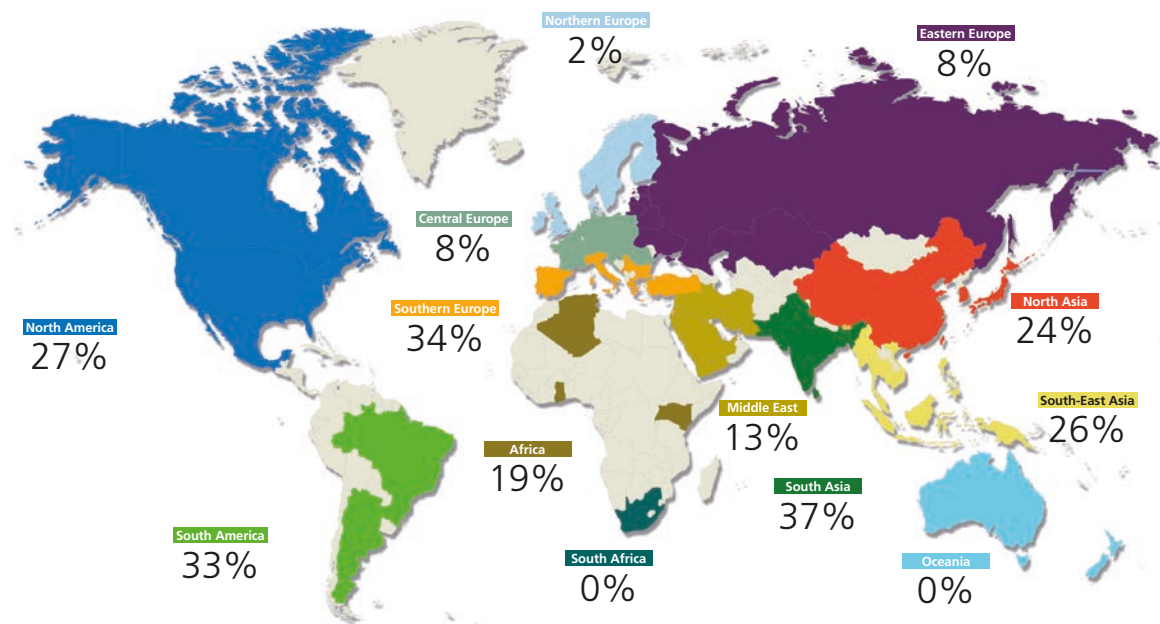 Northern Europe
2%
Eastern Europe
8%
Central Europe
8%
Southern Europe
34%
North America
27%
North Asia
24%
South-East Asia
26%
Middle East
13%
Africa
19%
South Asia
37%
South America
33%
South Africa
0%
Oceania
0%